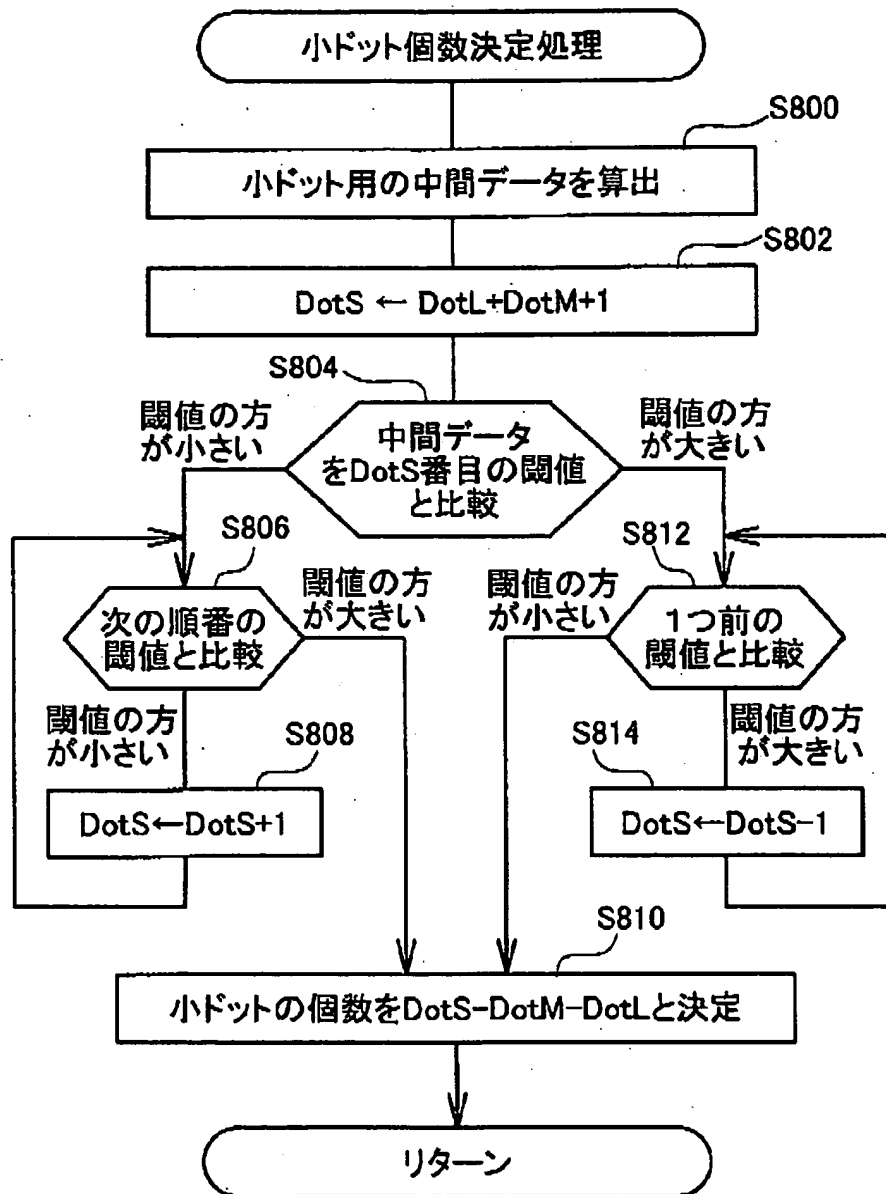 小ドット個数決定処理
S800
小ドット用の中間データを算出
S802
DotS ← DotL+DotM+1
S804
閾値の方
が小さい
中間データ
をDotS番目の閾値
と比較
閾値の方
が大きい
S806
次の順番の
閾値と比較
閾値の方
が大きい
S812
閾値の方
が小さい
1つ前の
閾値と比較
閾値の方
が小さい
S808
DotS←DotS+1
閾値の方
が大きい
S814
DotS←DotS-1
S810
小ドットの個数をDotS-DotM-DotLと決定
リターン